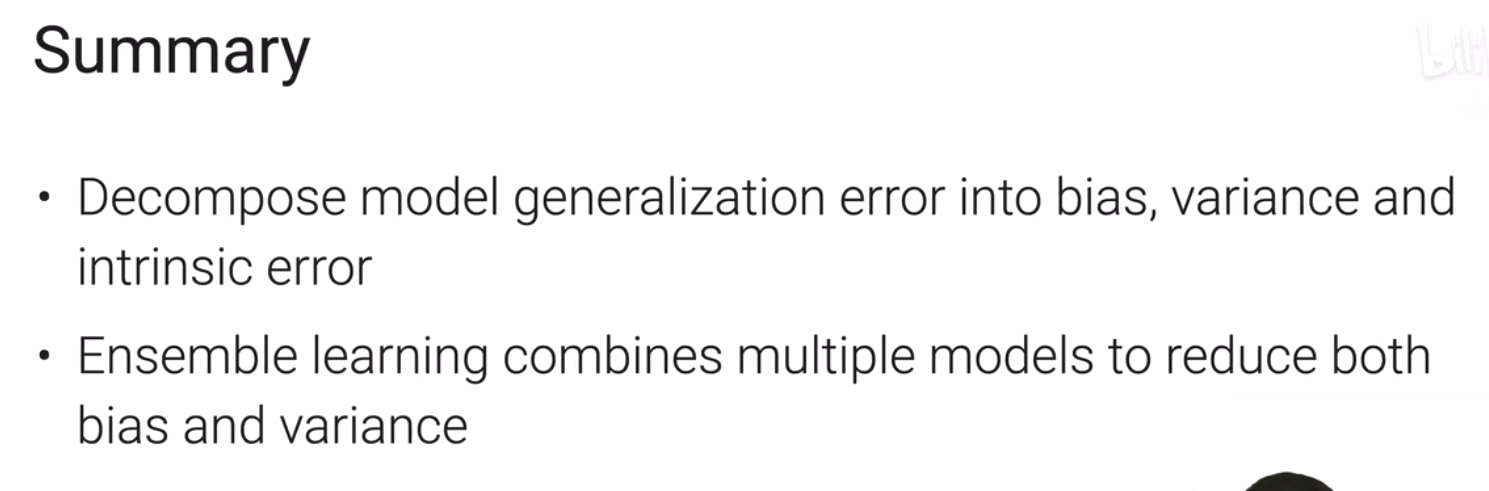 Summary
• Decompose model generalization error into bias, variance and
intrinsic error
• Ensemble learning combines multiple models to reduce both
bias and variance